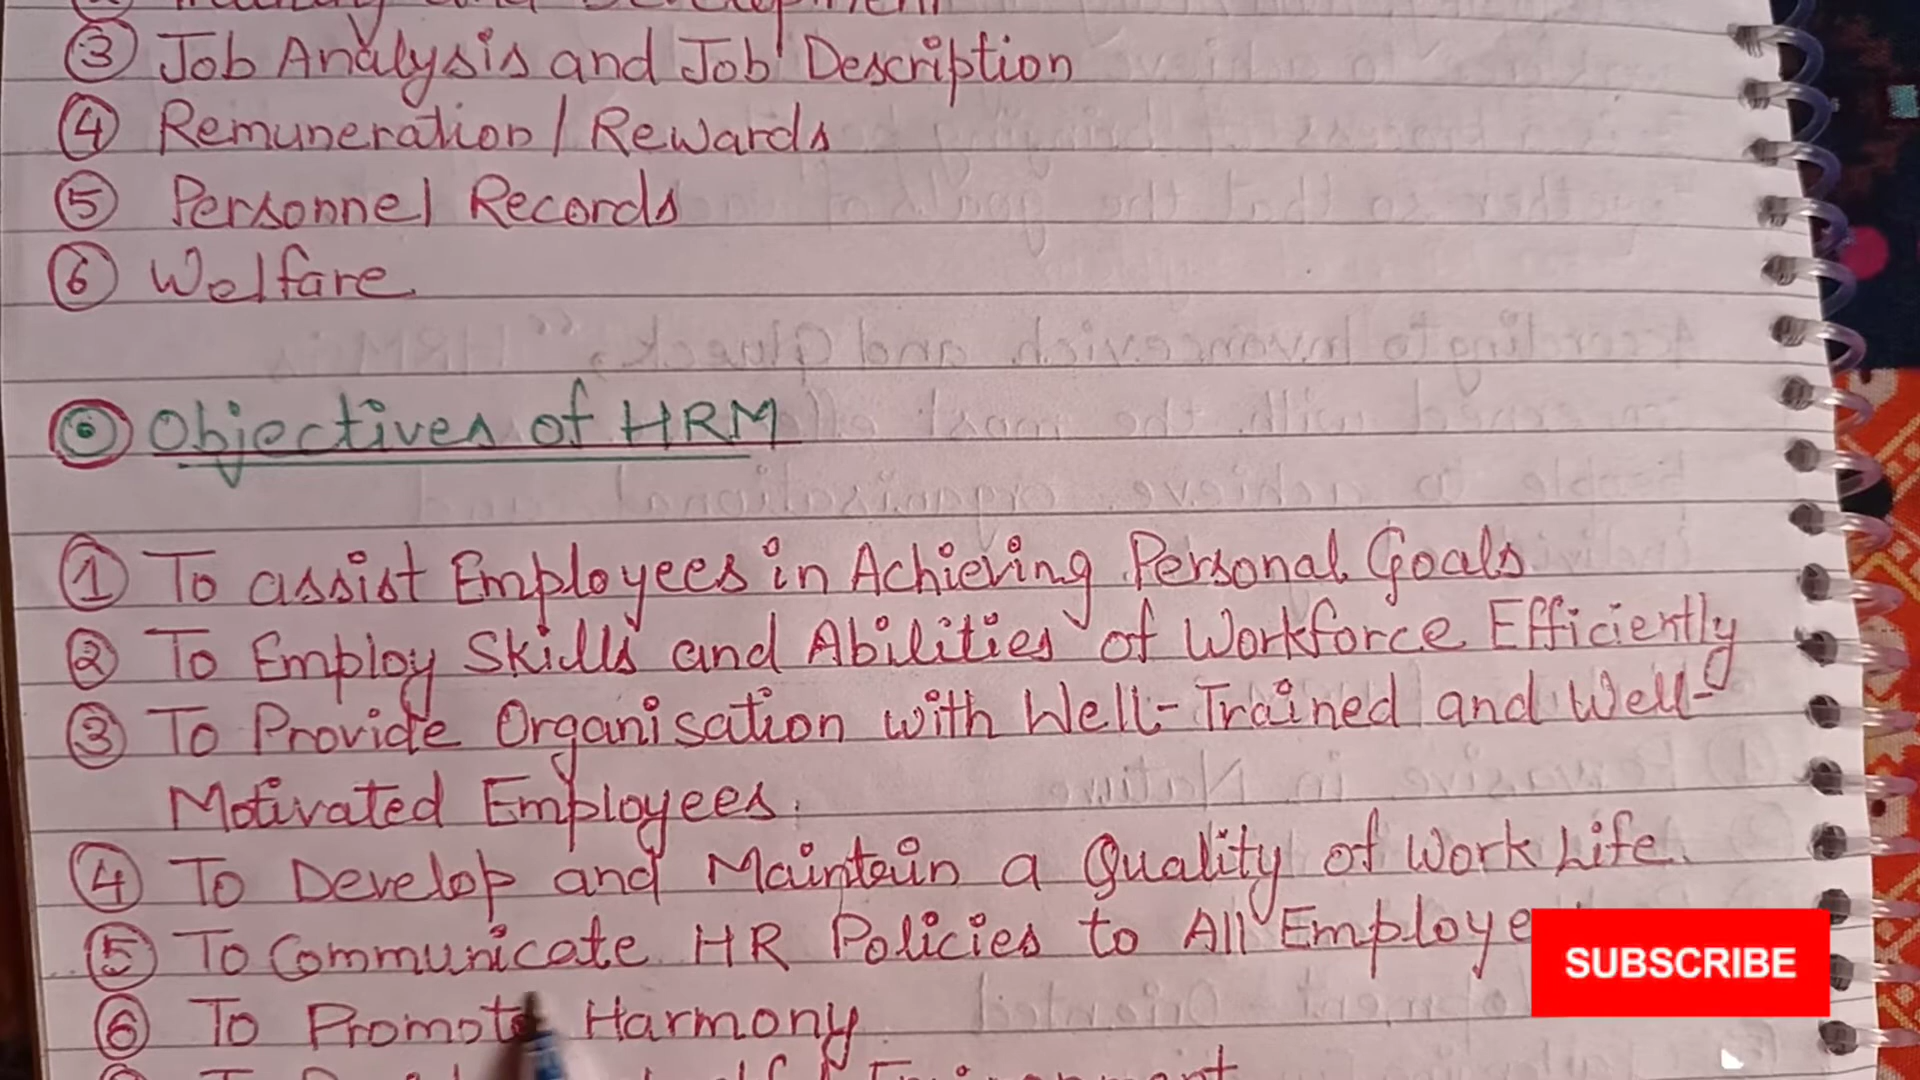 Training and Development
③ Job Analysis and Job Description
④ Remuneration / Rewards
⑤ Personnel Records
⑥ Welfare
Objectives of HRM
① To assist Employees in Achieving Personal Goals
② To Employ Skills and Abilities of Workforce Efficiently
③ To Provide Organisation with Well-Trained and Well-
Motivated Employees.
④ To Develop and Maintain a Quality of Work Life.
⑤ To Communicate HR Policies to All Employe
SUBSCRIBE
⑥ To Promote Harmony